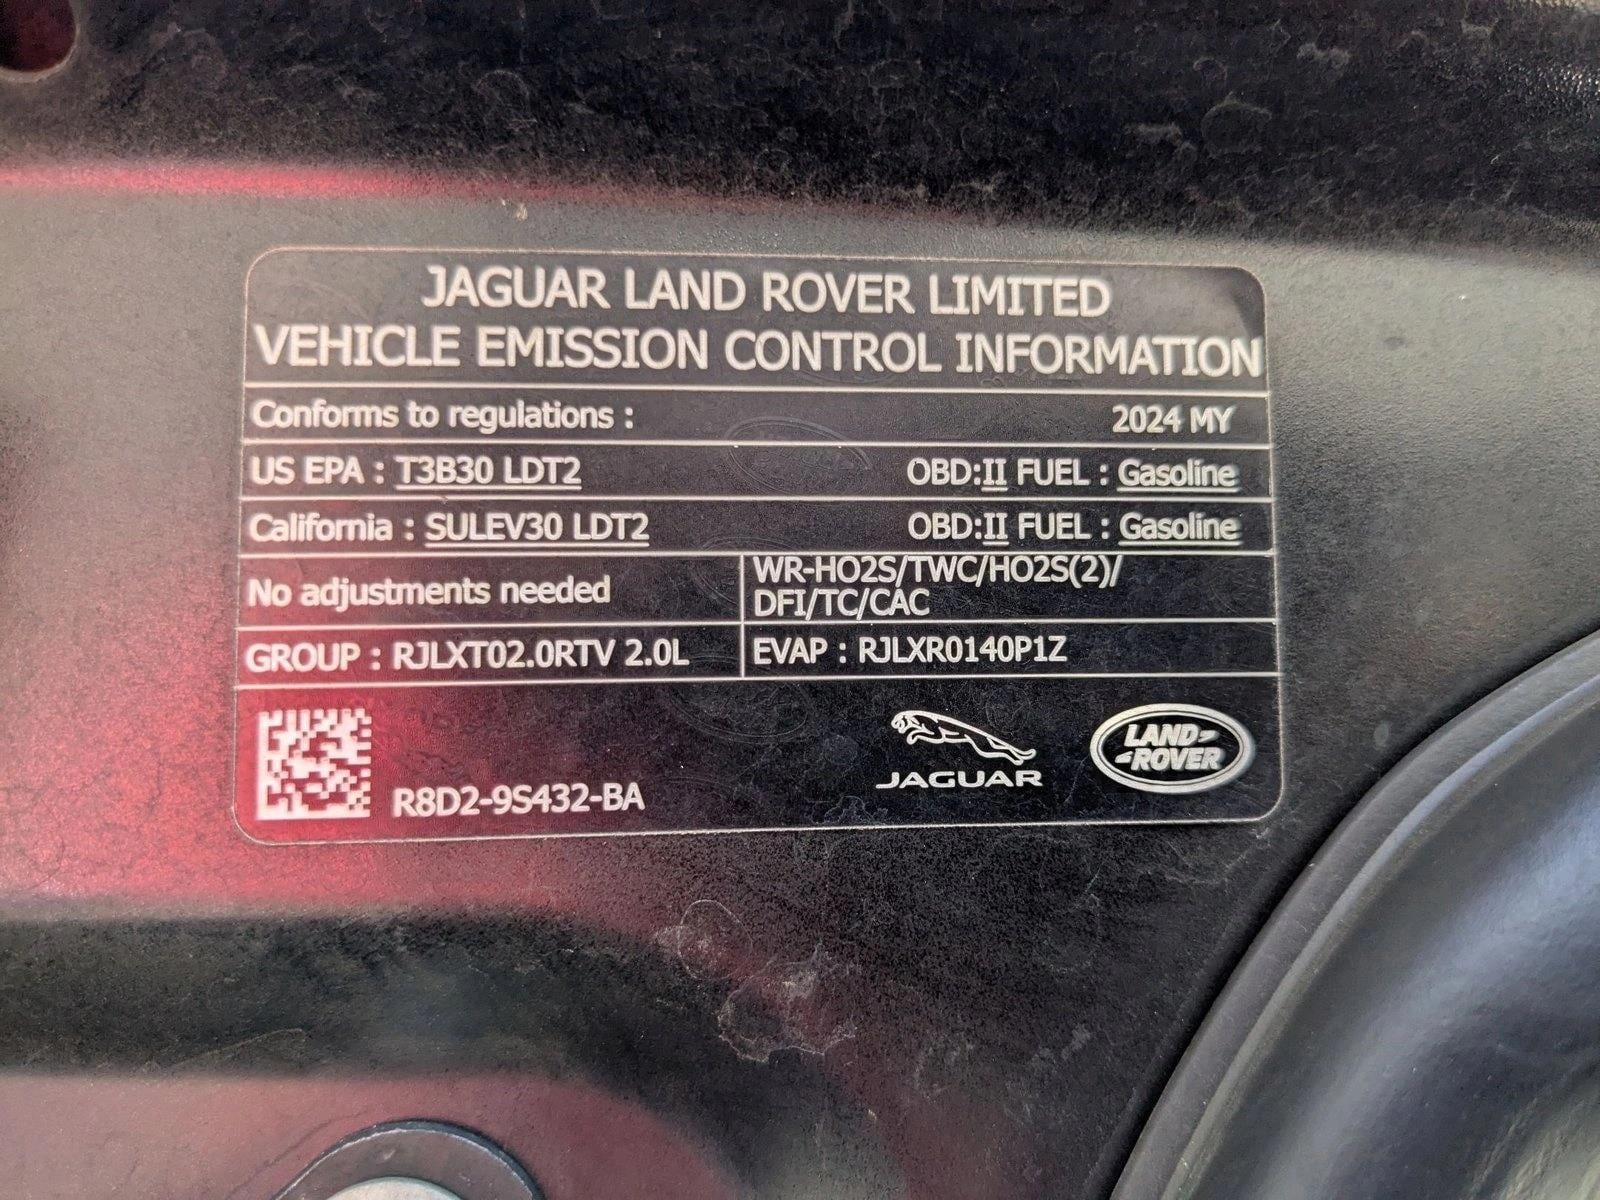 JAGUAR LAND ROVER LIMITED
VEHICLE EMISSION CONTROL INFORMATION
Conforms to regulations : 2024 MY
US EPA : T3B30 LDT2 OBD:II FUEL : Gasoline
California : SULEV30 LDT2 OBD:II FUEL : Gasoline
No adjustments needed
WR-HO2S/TWC/HO2S(2)/
DFI/TC/CAC
GROUP : RJLXT02.0RTV 2.0L EVAP : RJLXR0140P1Z
R8D2-9S432-BA
JAGUAR
LAND-
-ROVER